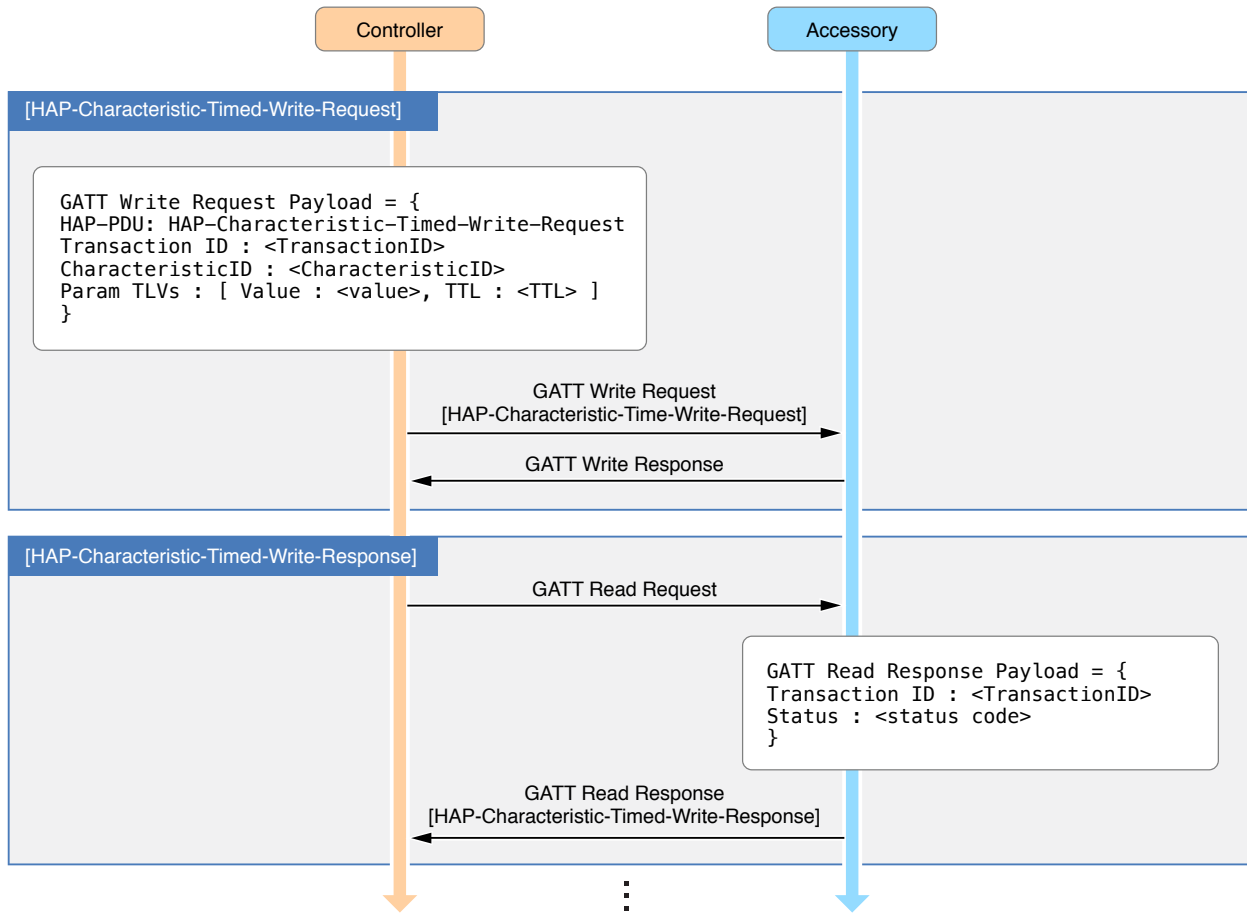 Controller
Accessory
[HAP-Characteristic-Timed-Write-Request]
GATT Write Request Payload = {
HAP-PDU: HAP-Characteristic-Timed-Write-Request
Transaction ID : <TransactionID>
CharacteristicID : <CharacteristicID>
Param TLVs : [ Value : <value>, TTL : <TTL> ]
}
GATT Write Request
[HAP-Characteristic-Time-Write-Request]
GATT Write Response
[HAP-Characteristic-Timed-Write-Response]
GATT Read Request
GATT Read Response Payload = {
Transaction ID : <TransactionID>
Status : <status code>
}
GATT Read Response
[HAP-Characteristic-Timed-Write-Response]